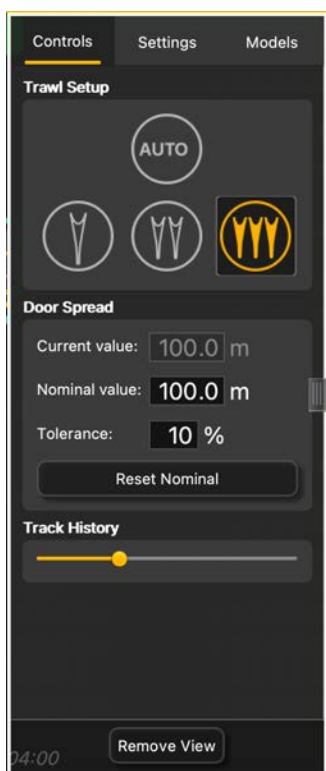 Controls Settings Models
Trawl Setup
AUTO
Door Spread
Current value: 100.0 m
Nominal value: 100.0 m
Tolerance: 10 %
Reset Nominal
Track History
04:00
Remove View